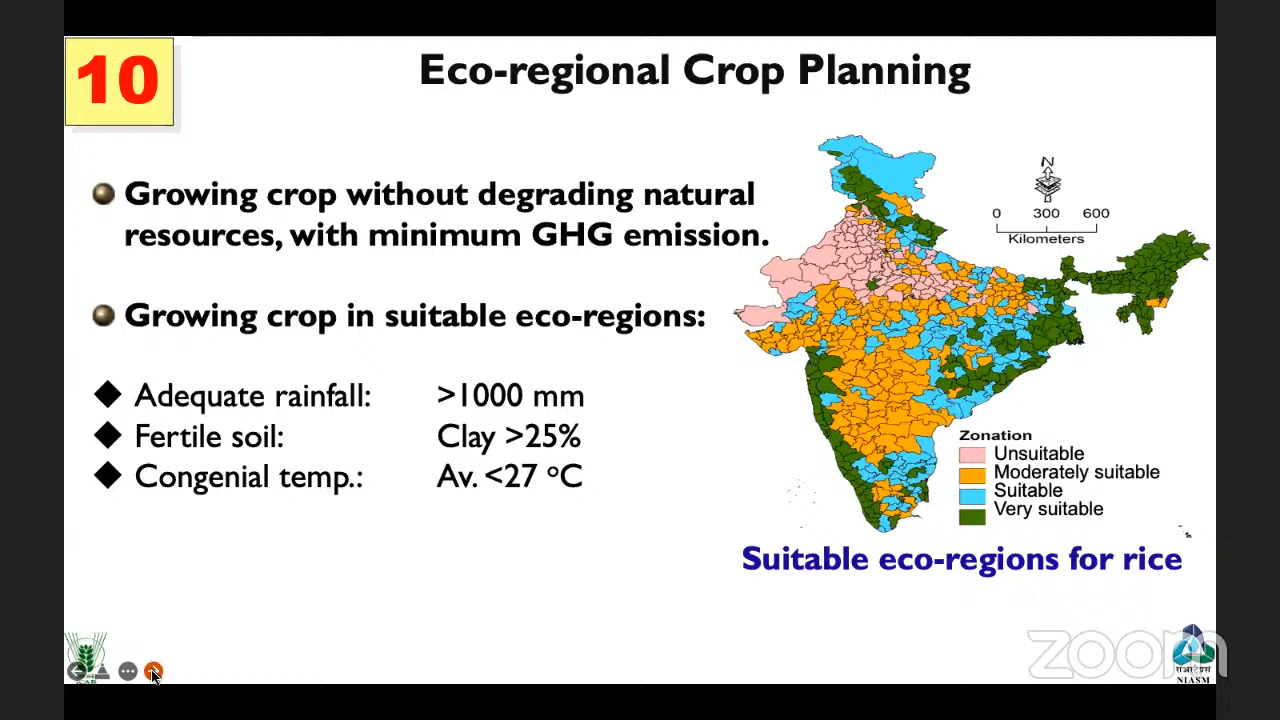 10
Eco-regional Crop Planning
Growing crop without degrading natural
resources, with minimum GHG emission.
Growing crop in suitable eco-regions:
Adequate rainfall: >1000 mm
Fertile soil: Clay >25%
Congenial temp.: Av. <27 °C
N
0 300 600
Kilometers
Zonation
Unsuitable
Moderately suitable
Suitable
Very suitable
Suitable eco-regions for rice
zoom
NIASM